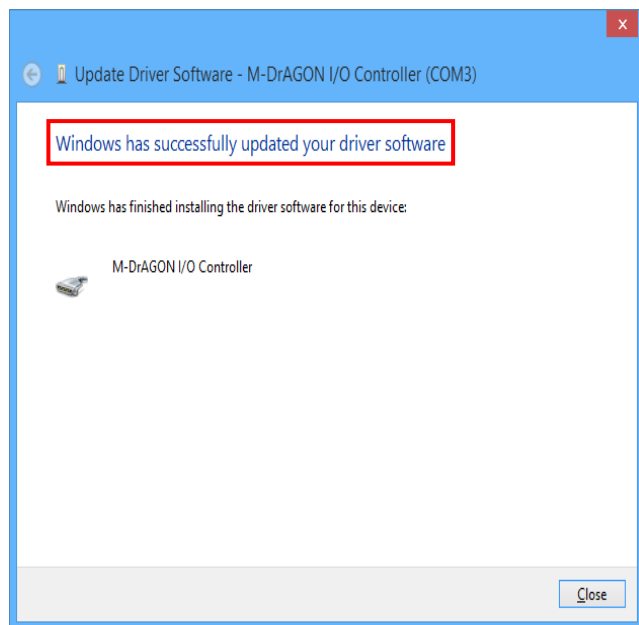 x
Update Driver Software - M-DrAGON I/O Controller (COM3)
Windows has successfully updated your driver software
Windows has finished installing the driver software for this device:
M-DrAGON I/O Controller
Close